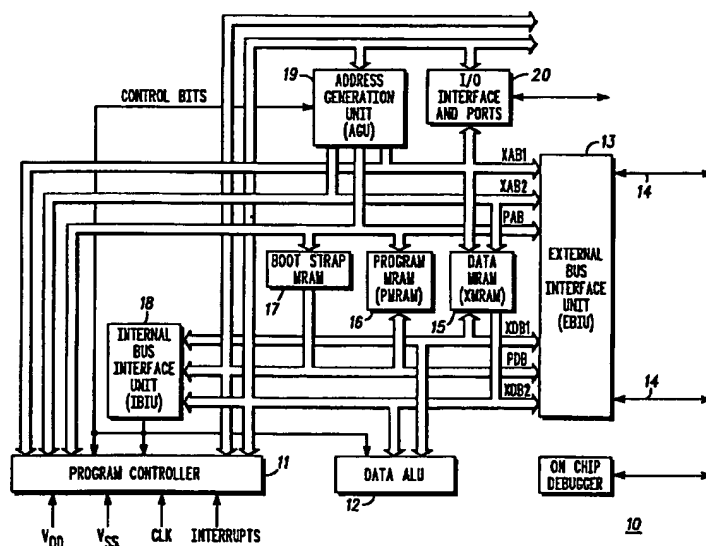 19
ADDRESS
GENERATION
UNIT
(AGU)
I/O
INTERFACE
AND PORTS
20
CONTROL BITS
13
XAB1
14
XAB2
PAB
BOOT STRAP
MRAM
17
PROGRAM
MRAM
(PMRAM)
16
DATA
MRAM
(XMRAM)
15
EXTERNAL
BUS
INTERFACE
UNIT
(EBIU)
18
INTERNAL
BUS
INTERFACE
UNIT
(IBIU)
XDB1
PDB
XDB2
14
PROGRAM CONTROLLER
11
DATA ALU
12
ON CHIP
DEBUGGER
VDD
VSS
CLK
INTERRUPTS
10